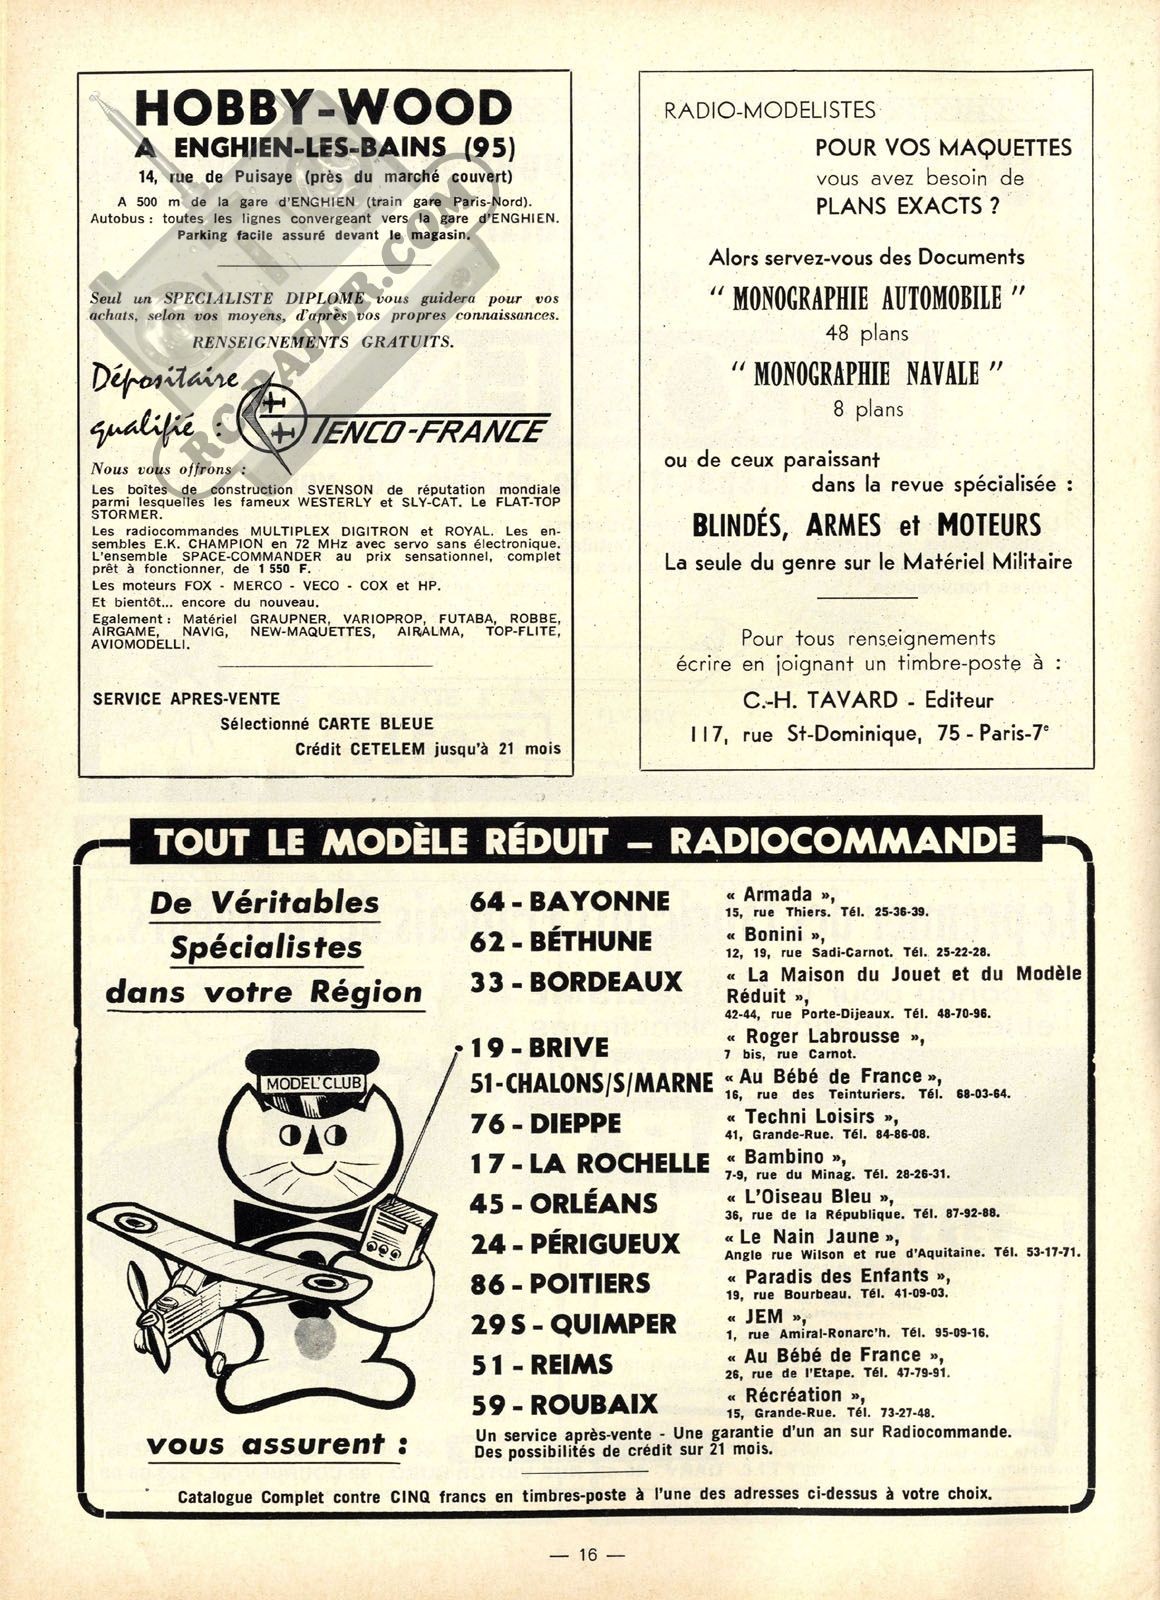 HOBBY-WOOD
A ENGHIEN-LES-BAINS (95)
14, rue de Puisaye (près du marché couvert)
A 500 m de la gare d'ENGHIEN (train gare Paris-Nord).
Autobus : toutes les lignes convergeant vers la gare d'ENGHIEN.
Parking facile assuré devant le magasin.
Seul un SPECIALISTE DIPLOME vous guidera pour vos
achats, selon vos moyens, d'après vos propres connaissances.
RENSEIGNEMENTS GRATUITS.
Dépositaire
qualifié :
TENCO-FRANCE
Nous vous offrons :
Les boîtes de construction SVENSON de réputation mondiale
parmi lesquelles les fameux WESTERLY et SLY-CAT. Le FLAT-TOP
STORMER.
Les radiocommandes MULTIPLEX DIGITRON et ROYAL. Les en-
sembles E.K. CHAMPION en 72 MHz avec servo sans électronique.
L'ensemble SPACE-COMMANDER au prix sensationnel, complet
prêt à fonctionner, de 1 550 F.
Les moteurs FOX - MERCO - VECO - COX et HP.
Et bientôt... encore du nouveau.
Egalement : Matériel GRAUPNER, VARIOPROP, FUTABA, ROBBE,
AIRGAME, NAVIG, NEW-MAQUETTES, AIRALMA, TOP-FLITE,
AVIOMODELLI.
SERVICE APRES-VENTE
Sélectionné CARTE BLEUE
Crédit CETELEM jusqu'à 21 mois
RC-PAPER.COM
RADIO-MODELISTES
POUR VOS MAQUETTES
vous avez besoin de
PLANS EXACTS ?
Alors servez-vous des Documents
" MONOGRAPHIE AUTOMOBILE "
48 plans
" MONOGRAPHIE NAVALE "
8 plans
ou de ceux paraissant
dans la revue spécialisée :
BLINDÉS, ARMES et MOTEURS
La seule du genre sur le Matériel Militaire
Pour tous renseignements
écrire en joignant un timbre-poste à :
C.-H. TAVARD - Editeur
117, rue St-Dominique, 75 - Paris-7e
TOUT LE MODÈLE RÉDUIT — RADIOCOMMANDE
De Véritables
Spécialistes
dans votre Région
MODEL'CLUB
vous assurent :
64 - BAYONNE « Armada »,
15, rue Thiers. Tél. 25-36-39.
62 - BÉTHUNE « Bonini »,
12, 19, rue Sadi-Carnot. Tél. 25-22-28.
33 - BORDEAUX « La Maison du Jouet et du Modèle
Réduit »,
42-44, rue Porte-Dijeaux. Tél. 48-70-96.
19 - BRIVE « Roger Labrousse »,
7 bis, rue Carnot.
51-CHALONS/S/MARNE « Au Bébé de France »,
16, rue des Teinturiers. Tél. 68-03-64.
76 - DIEPPE « Techni Loisirs »,
41, Grande-Rue. Tél. 84-86-08.
17 - LA ROCHELLE « Bambino »,
7-9, rue du Minag. Tél. 28-26-31.
45 - ORLÉANS « L'Oiseau Bleu »,
36, rue de la République. Tél. 87-92-88.
24 - PÉRIGUEUX « Le Nain Jaune »,
Angle rue Wilson et rue d'Aquitaine. Tél. 53-17-71.
86 - POITIERS « Paradis des Enfants »,
19, rue Bourbeau. Tél. 41-09-03.
29 S - QUIMPER « JEM »,
1, rue Amiral-Ronarc'h. Tél. 95-09-16.
51 - REIMS « Au Bébé de France »,
26, rue de l'Etape. Tél. 47-79-91.
59 - ROUBAIX « Récréation »,
15, Grande-Rue. Tél. 73-27-48.
Un service après-vente - Une garantie d'un an sur Radiocommande.
Des possibilités de crédit sur 21 mois.
Catalogue Complet contre CINQ francs en timbres-poste à l'une des adresses ci-dessus à votre choix.
— 16 —